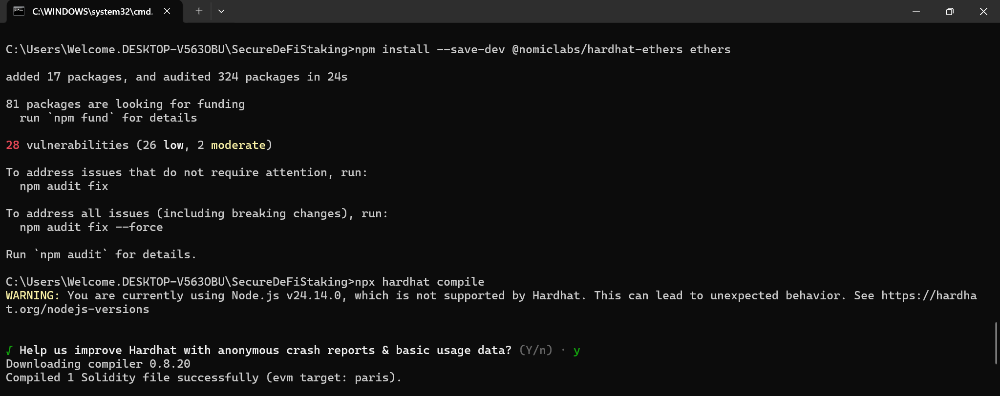 C:\WINDOWS\system32\cmd.
C:\Users\Welcome.DESKTOP-V563OBU\SecureDeFiStaking>npm install --save-dev @nomiclabs/hardhat-ethers ethers
added 17 packages, and audited 324 packages in 24s
81 packages are looking for funding
  run `npm fund` for details
28 vulnerabilities (26 low, 2 moderate)
To address issues that do not require attention, run:
  npm audit fix
To address all issues (including breaking changes), run:
  npm audit fix --force
Run `npm audit` for details.
C:\Users\Welcome.DESKTOP-V563OBU\SecureDeFiStaking>npx hardhat compile
WARNING: You are currently using Node.js v24.14.0, which is not supported by Hardhat. This can lead to unexpected behavior. See https://hardha
t.org/nodejs-versions
√ Help us improve Hardhat with anonymous crash reports & basic usage data? (Y/n) · y
Downloading compiler 0.8.20
Compiled 1 Solidity file successfully (evm target: paris).